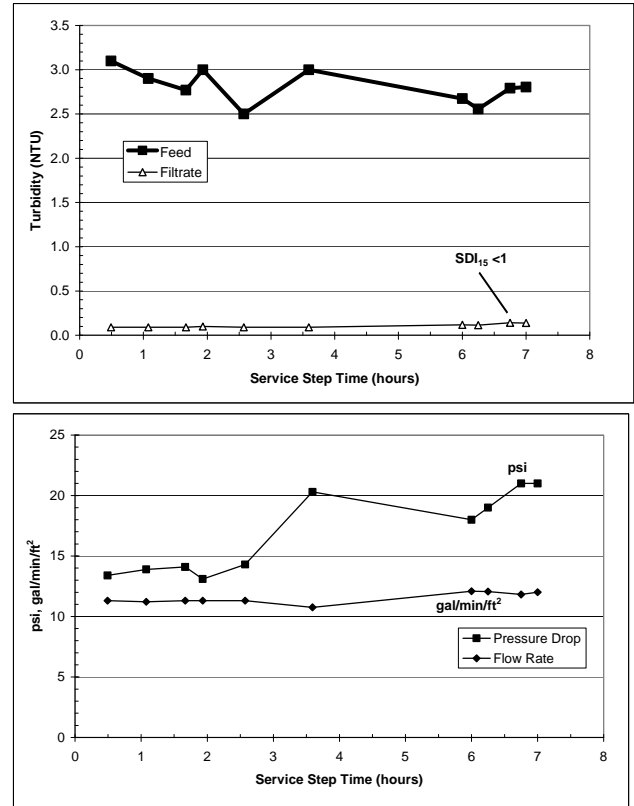 3.5
3.0
2.5
2.0
1.5
1.0
0.5
0.0
Turbidity (NTU)
Feed
Filtrate
SDI₁₅ <1
0 1 2 3 4 5 6 7 8
Service Step Time (hours)
25
20
15
10
5
0
psi, gal/min/ft²
psi
gal/min/ft²
Pressure Drop
Flow Rate
0 1 2 3 4 5 6 7 8
Service Step Time (hours)